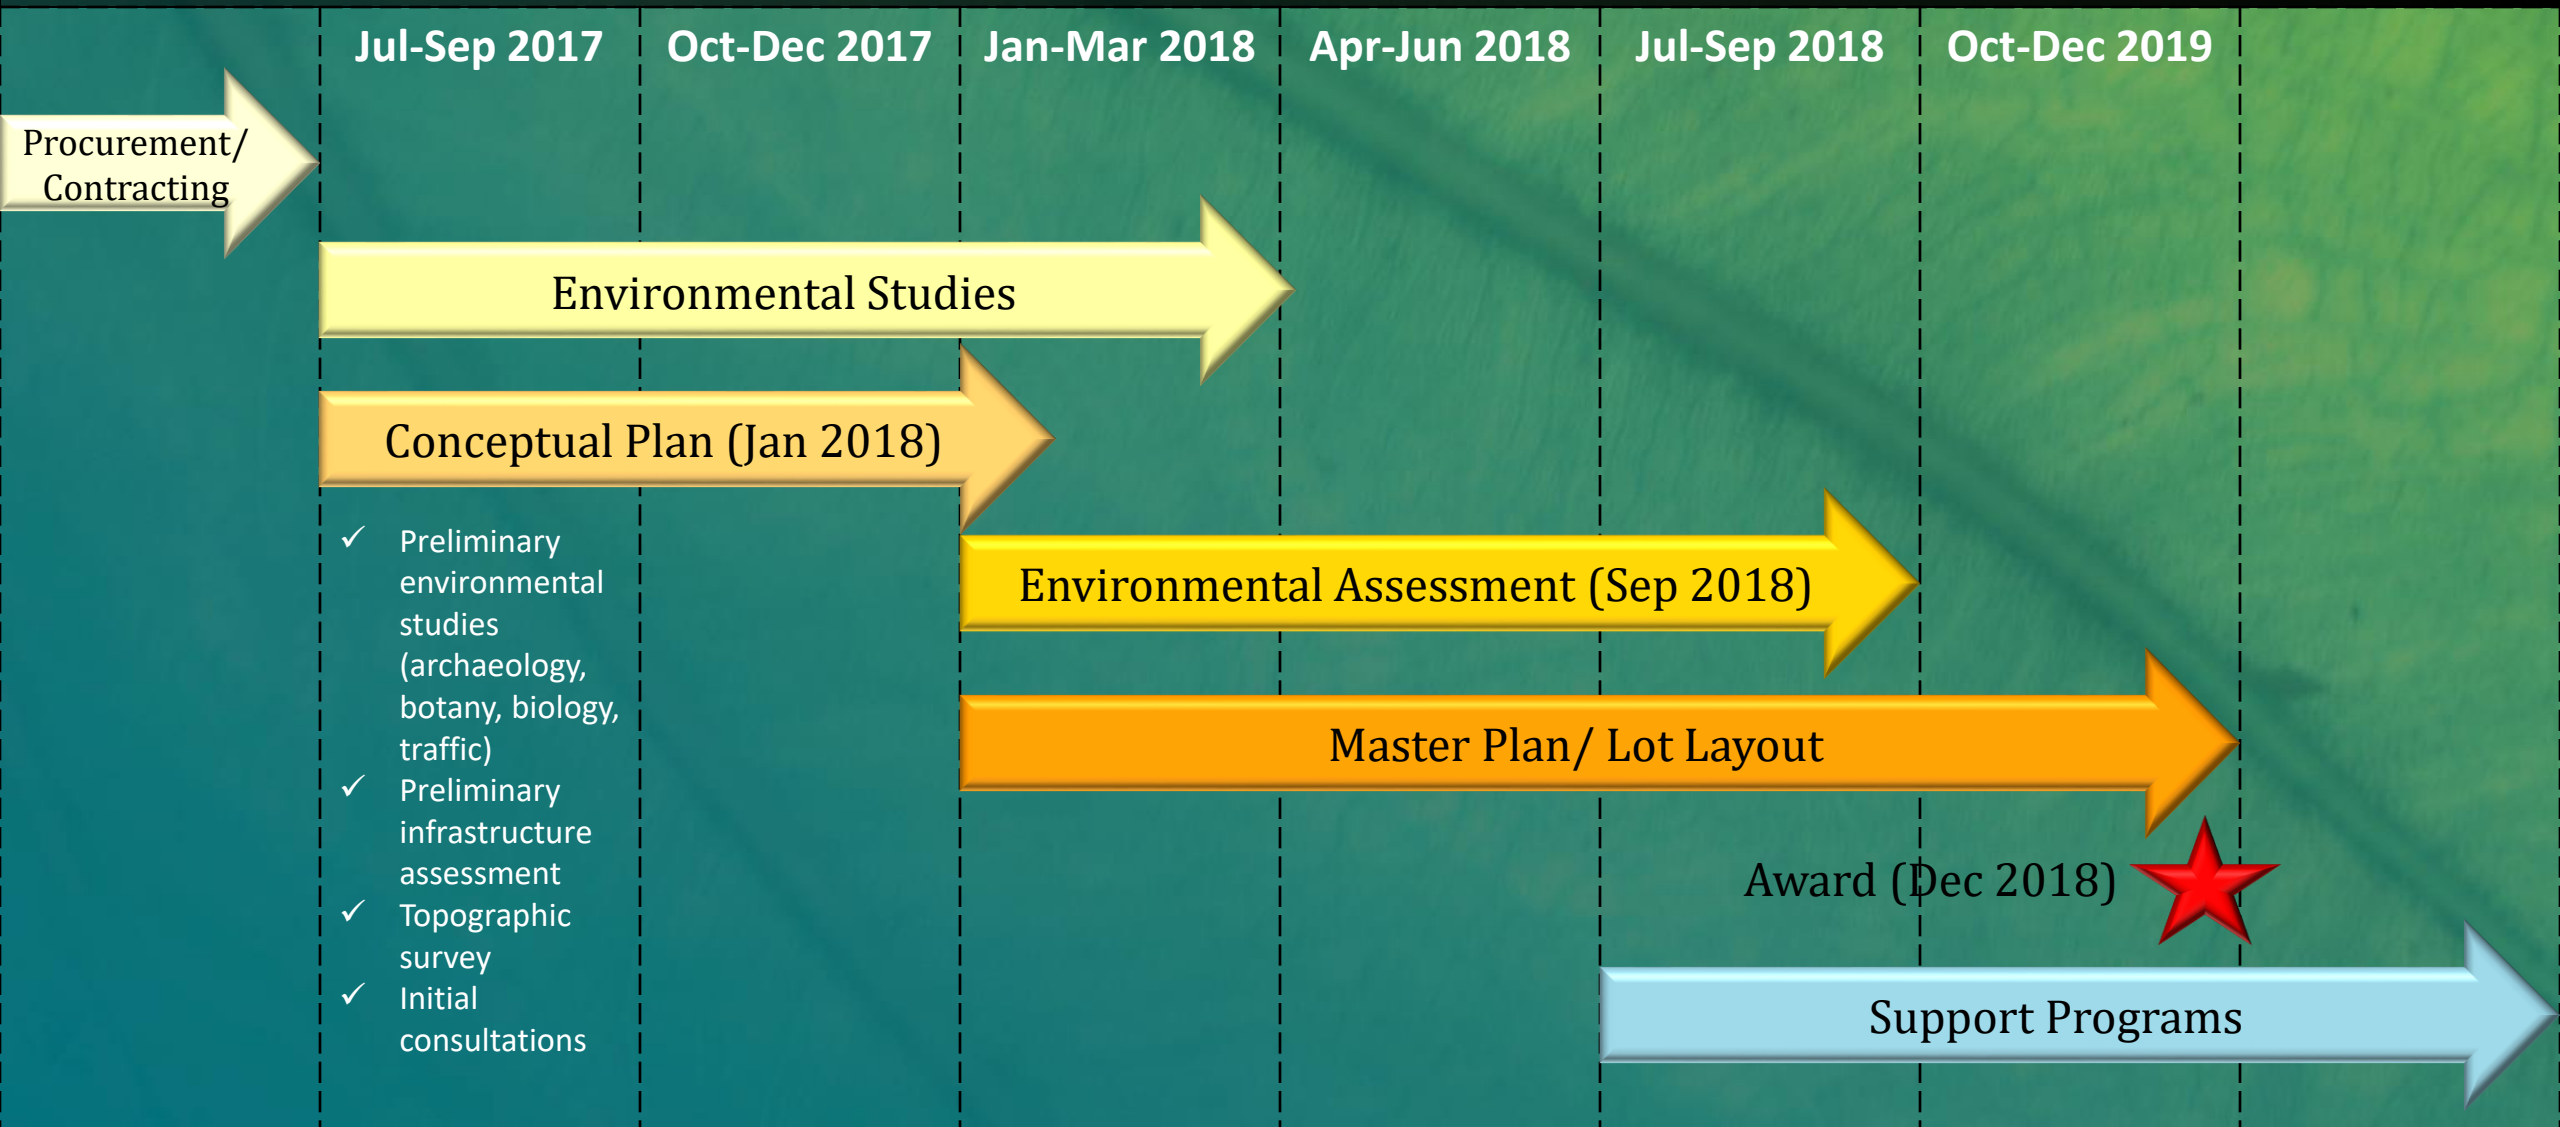 Jul-Sep 2017 Oct-Dec 2017 Jan-Mar 2018 Apr-Jun 2018 Jul-Sep 2018 Oct-Dec 2019
Procurement/
Contracting
Environmental Studies
Conceptual Plan (Jan 2018)
✓ Preliminary
environmental
studies
(archaeology,
botany, biology,
traffic)
✓ Preliminary
infrastructure
assessment
✓ Topographic
survey
✓ Initial
consultations
Environmental Assessment (Sep 2018)
Master Plan/ Lot Layout
Award (Dec 2018)
Support Programs